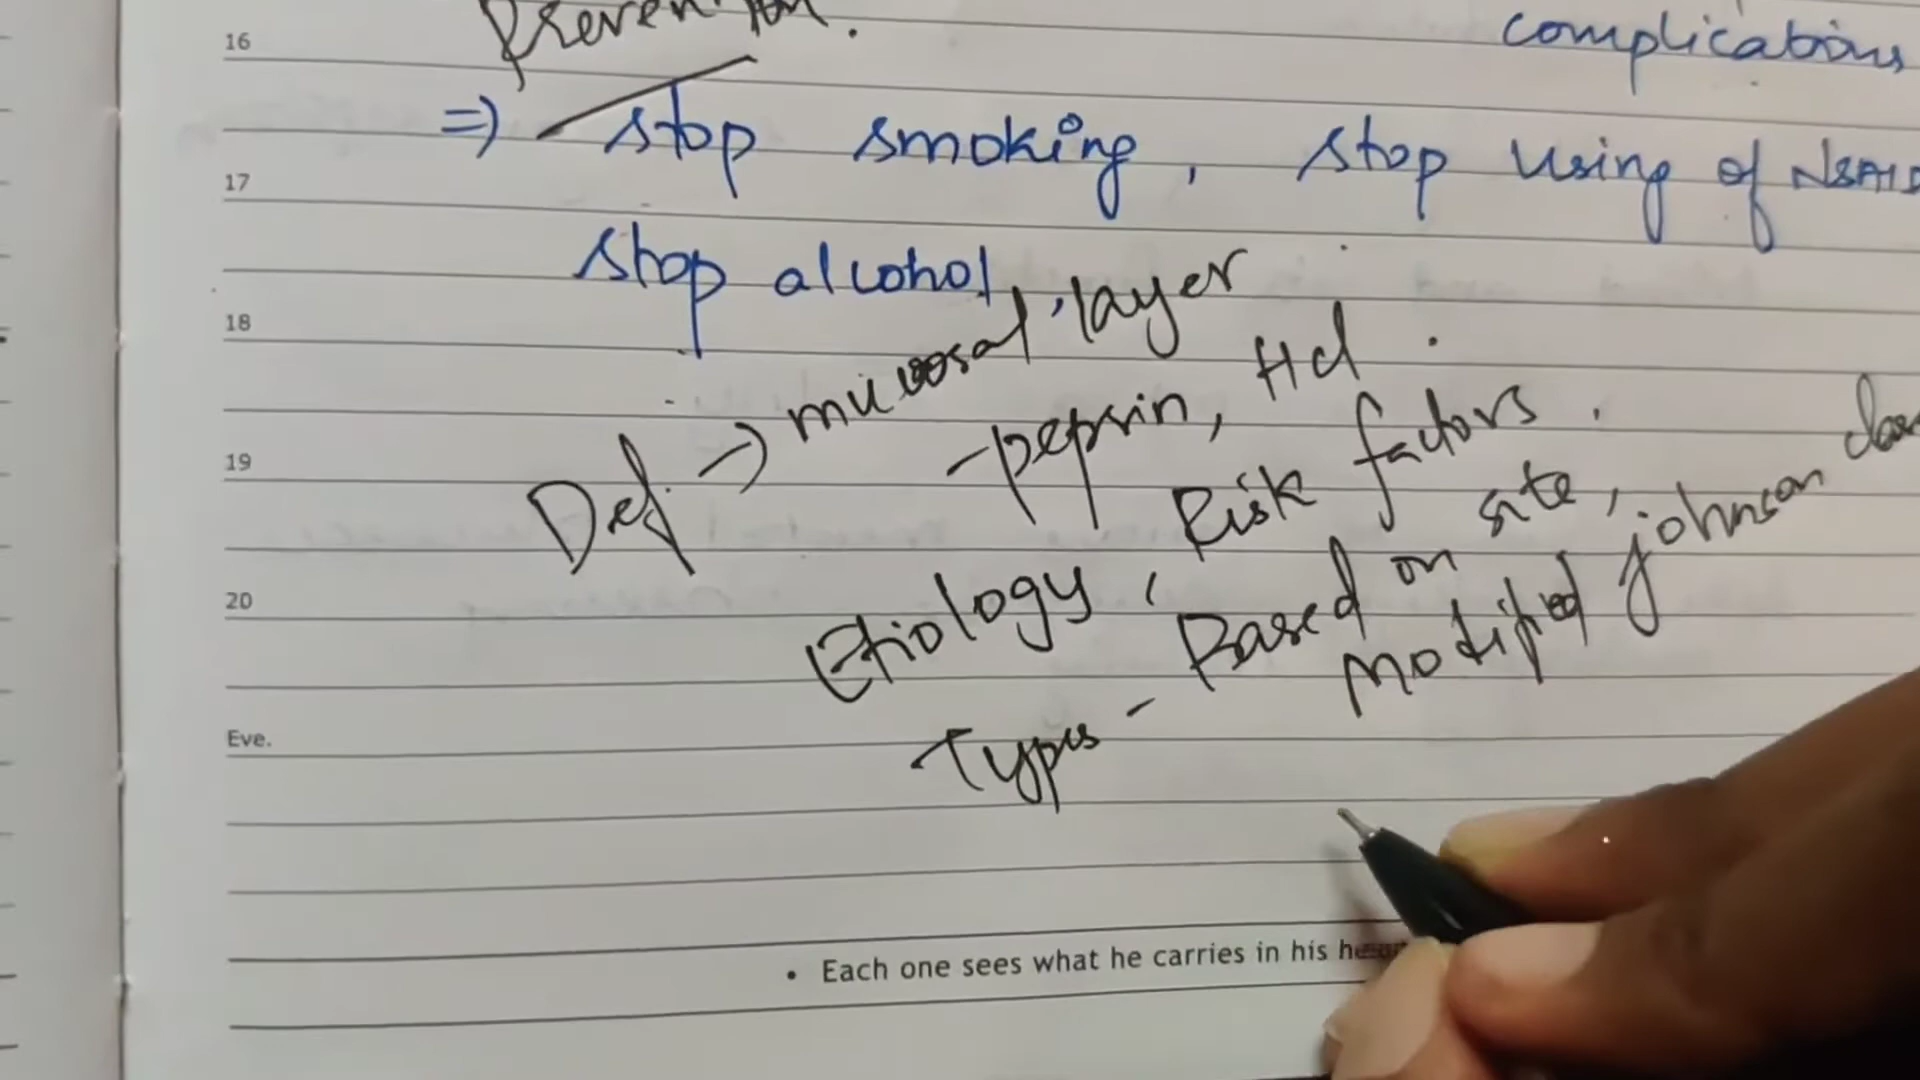 Prevention.
complications
16
=) stop smoking, stop using of NSAID
17
stop alcohol,
18
Def. -> mucosal layer
- pepsin, Hcl.
19
Etiology, Risk factors.
20
Types - Based on site,
modified johnson
Eve.
• Each one sees what he carries in his